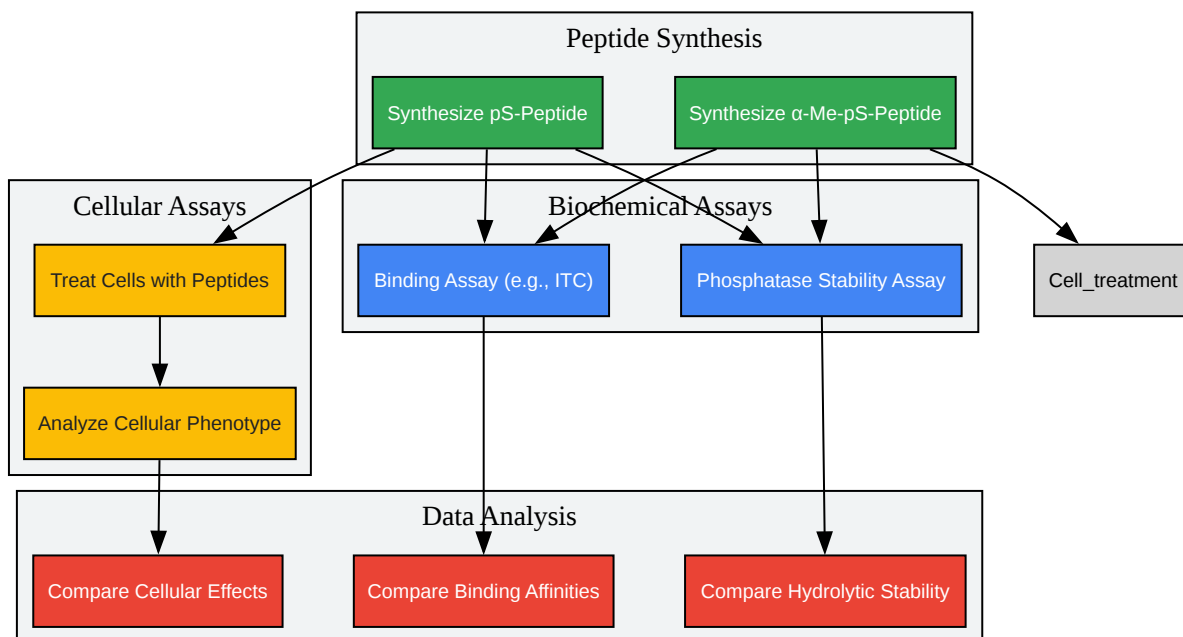 Peptide Synthesis
Synthesize pS-Peptide
Synthesize α-Me-pS-Peptide
Cellular Assays
Biochemical Assays
Treat Cells with Peptides
Binding Assay (e.g., ITC)
Phosphatase Stability Assay
Cell_treatment
Analyze Cellular Phenotype
Data Analysis
Compare Cellular Effects
Compare Binding Affinities
Compare Hydrolytic Stability